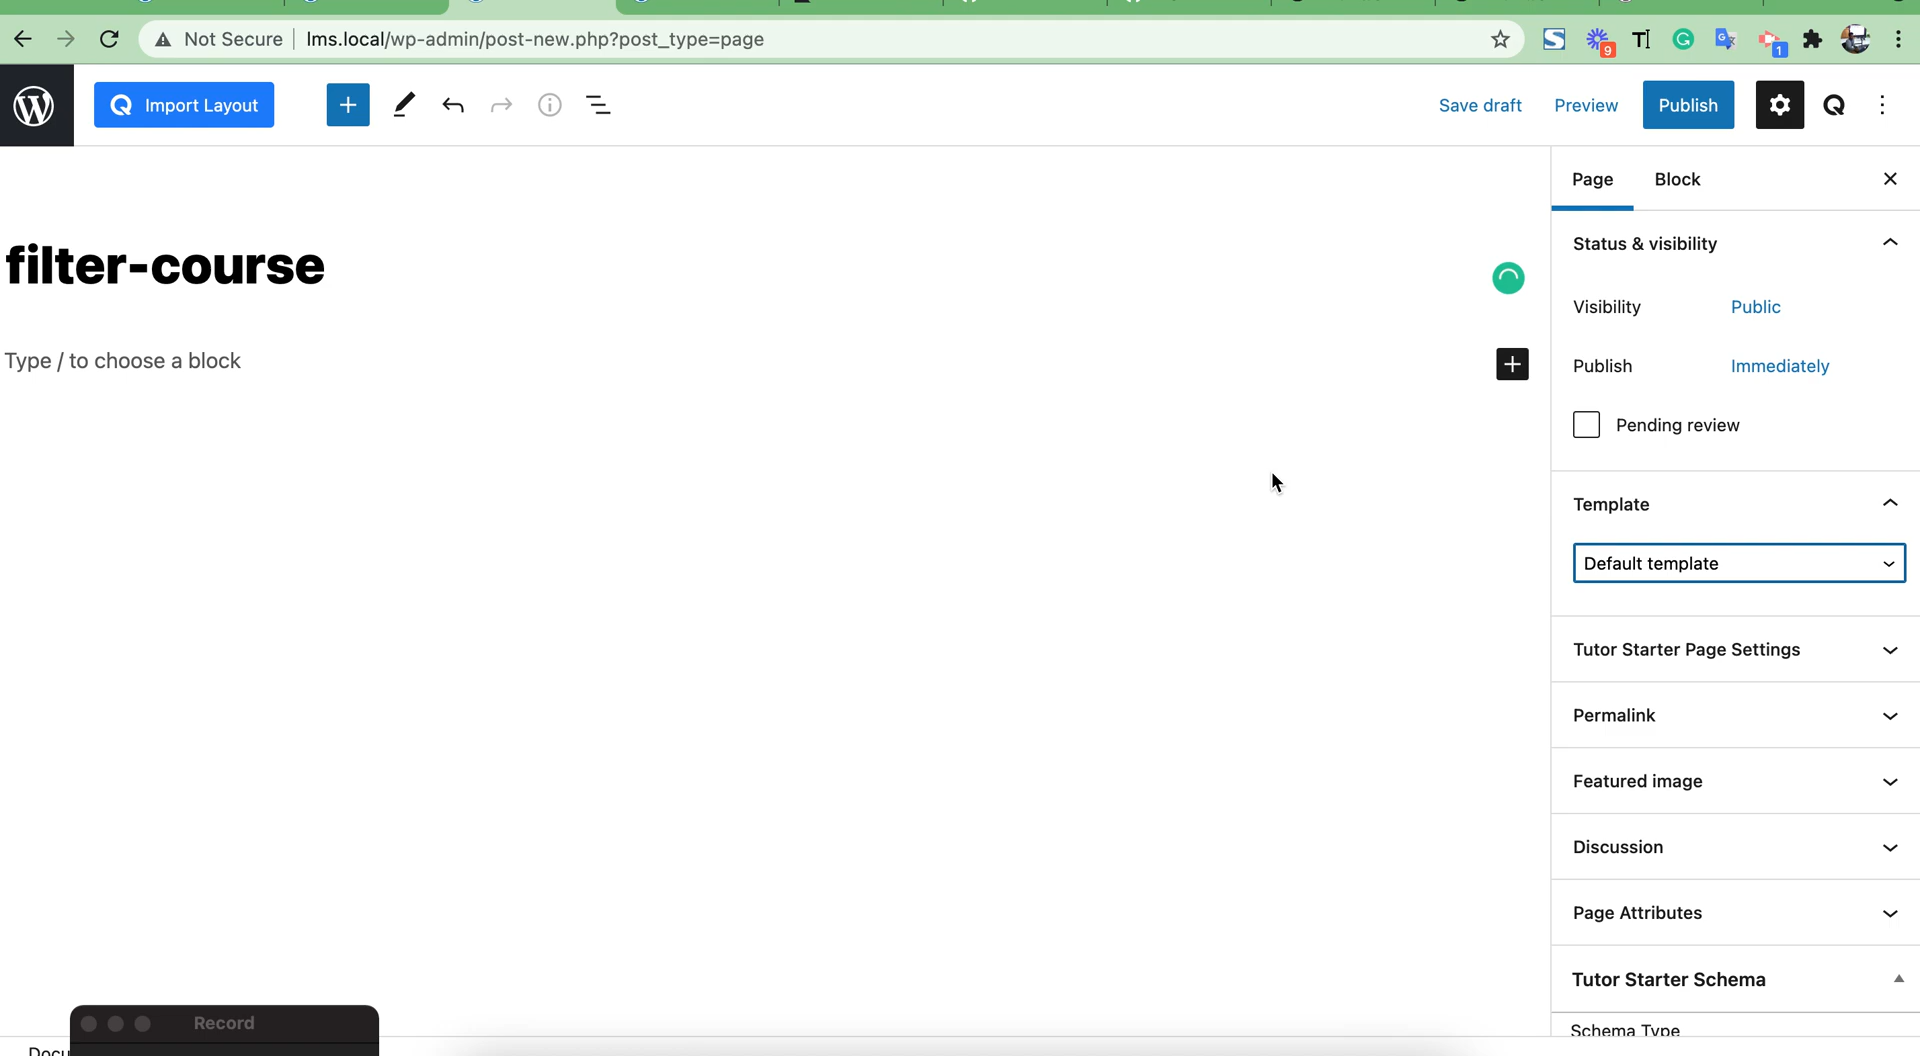 Not Secure
lms.local/wp-admin/post-new.php?post_type=page
9
1
Import Layout
Save draft
Preview
Publish
Page
Block
filter-course
Type / to choose a block
Status & visibility
Visibility
Public
Publish
Immediately
Pending review
Template
Default template
Tutor Starter Page Settings
Permalink
Featured image
Discussion
Page Attributes
Tutor Starter Schema
Schema Type
Record